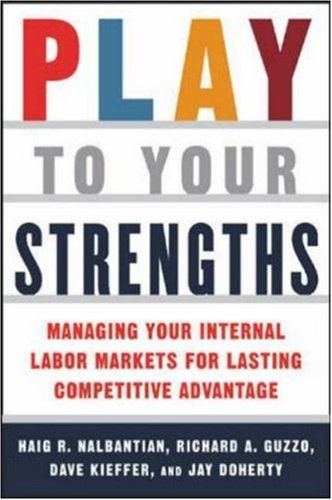 PLAY
TO YOUR
STRENGTHS
MANAGING YOUR INTERNAL
LABOR MARKETS FOR LASTING
COMPETITIVE ADVANTAGE
HAIG R. NALBANTIAN, RICHARD A. GUZZO,
DAVE KIEFFER, AND JAY DOHERTY